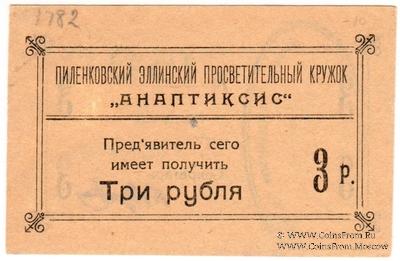 1782
-10
ПИЛЕНКОВСКИЙ ЭЛЛИНСКИЙ ПРОСВЕТИТЕЛЬНЫЙ КРУЖОК
„АНАПТИКСИС“
Пред'явитель сего
имеет получить
Три рубля
3 р.
© www.CoinsFrom.Ru
www.CoinsFrom.Moscow